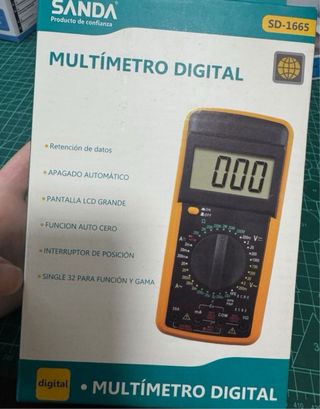 SANDA
Producto de confianza
SD-1665
MULTÍMETRO DIGITAL
• Retención de datos
• APAGADO AUTOMÁTICO
• PANTALLA LCD GRANDE
• FUNCION AUTO CERO
• INTERRUPTOR DE POSICIÓN
• SINGLE 32 PARA FUNCIÓN Y GAMA
000
digital
• MULTÍMETRO DIGITAL